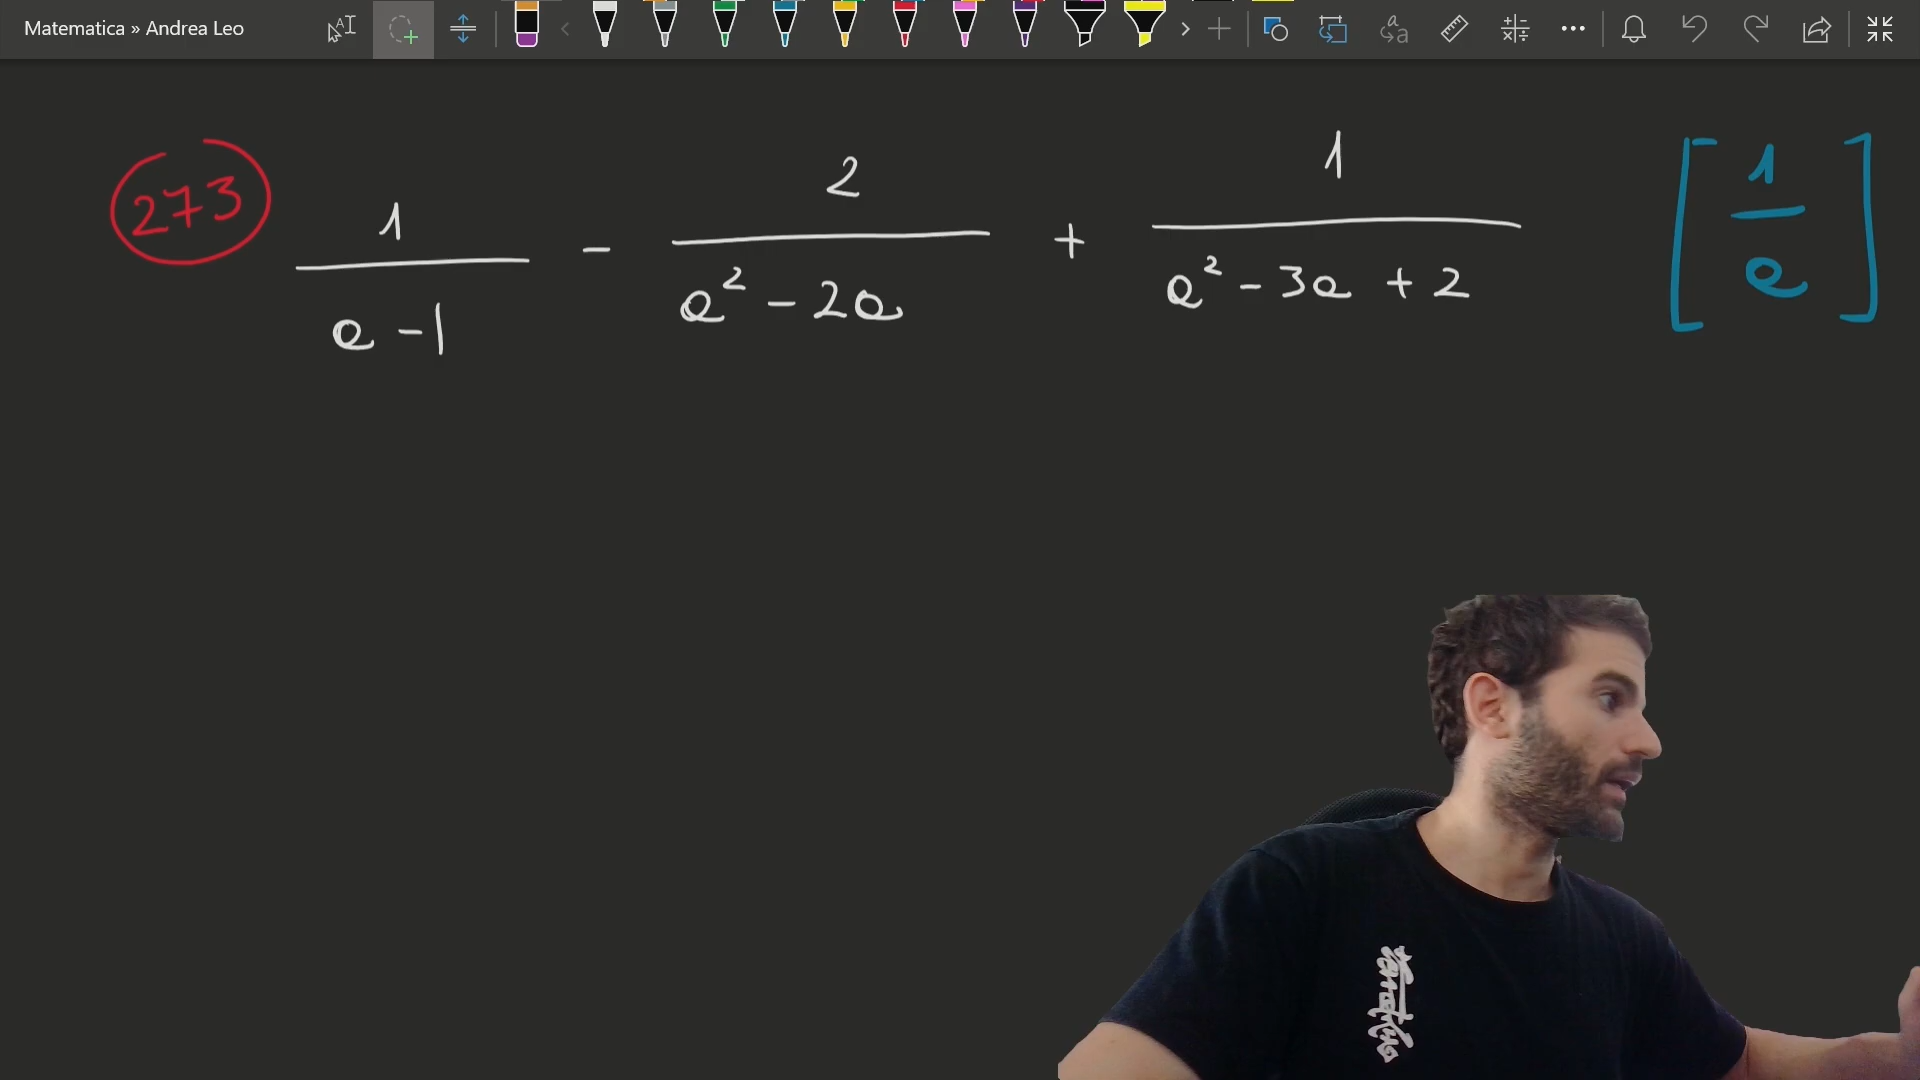 Matematica » Andrea Leo
273 1/(a - 1) - 2/(a² - 2a) + 1/(a² - 3a + 2) [1/a]